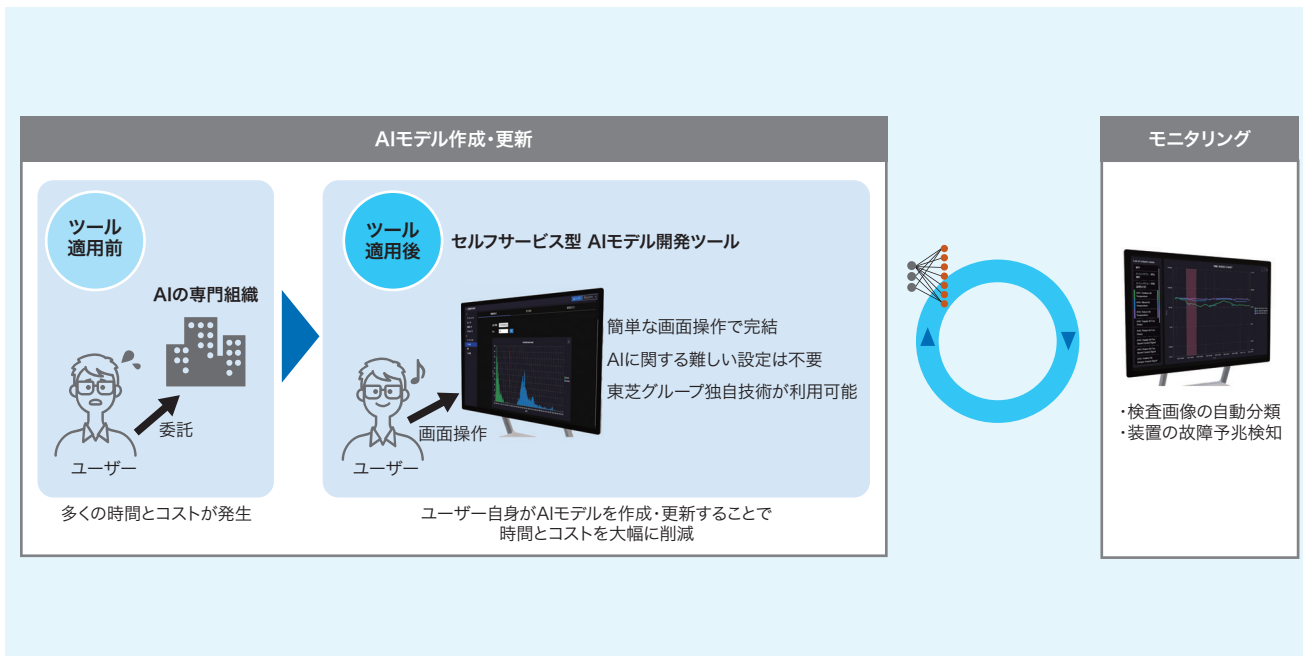 AIモデル作成・更新
ツール
適用前
AIの専門組織
委託
ユーザー
多くの時間とコストが発生
ツール
適用後
セルフサービス型 AIモデル開発ツール
簡単な画面操作で完結
AIに関する難しい設定は不要
東芝グループ独自技術が利用可能
画面操作
ユーザー
ユーザー自身がAIモデルを作成・更新することで
時間とコストを大幅に削減
モニタリング
・検査画像の自動分類
・装置の故障予兆検知